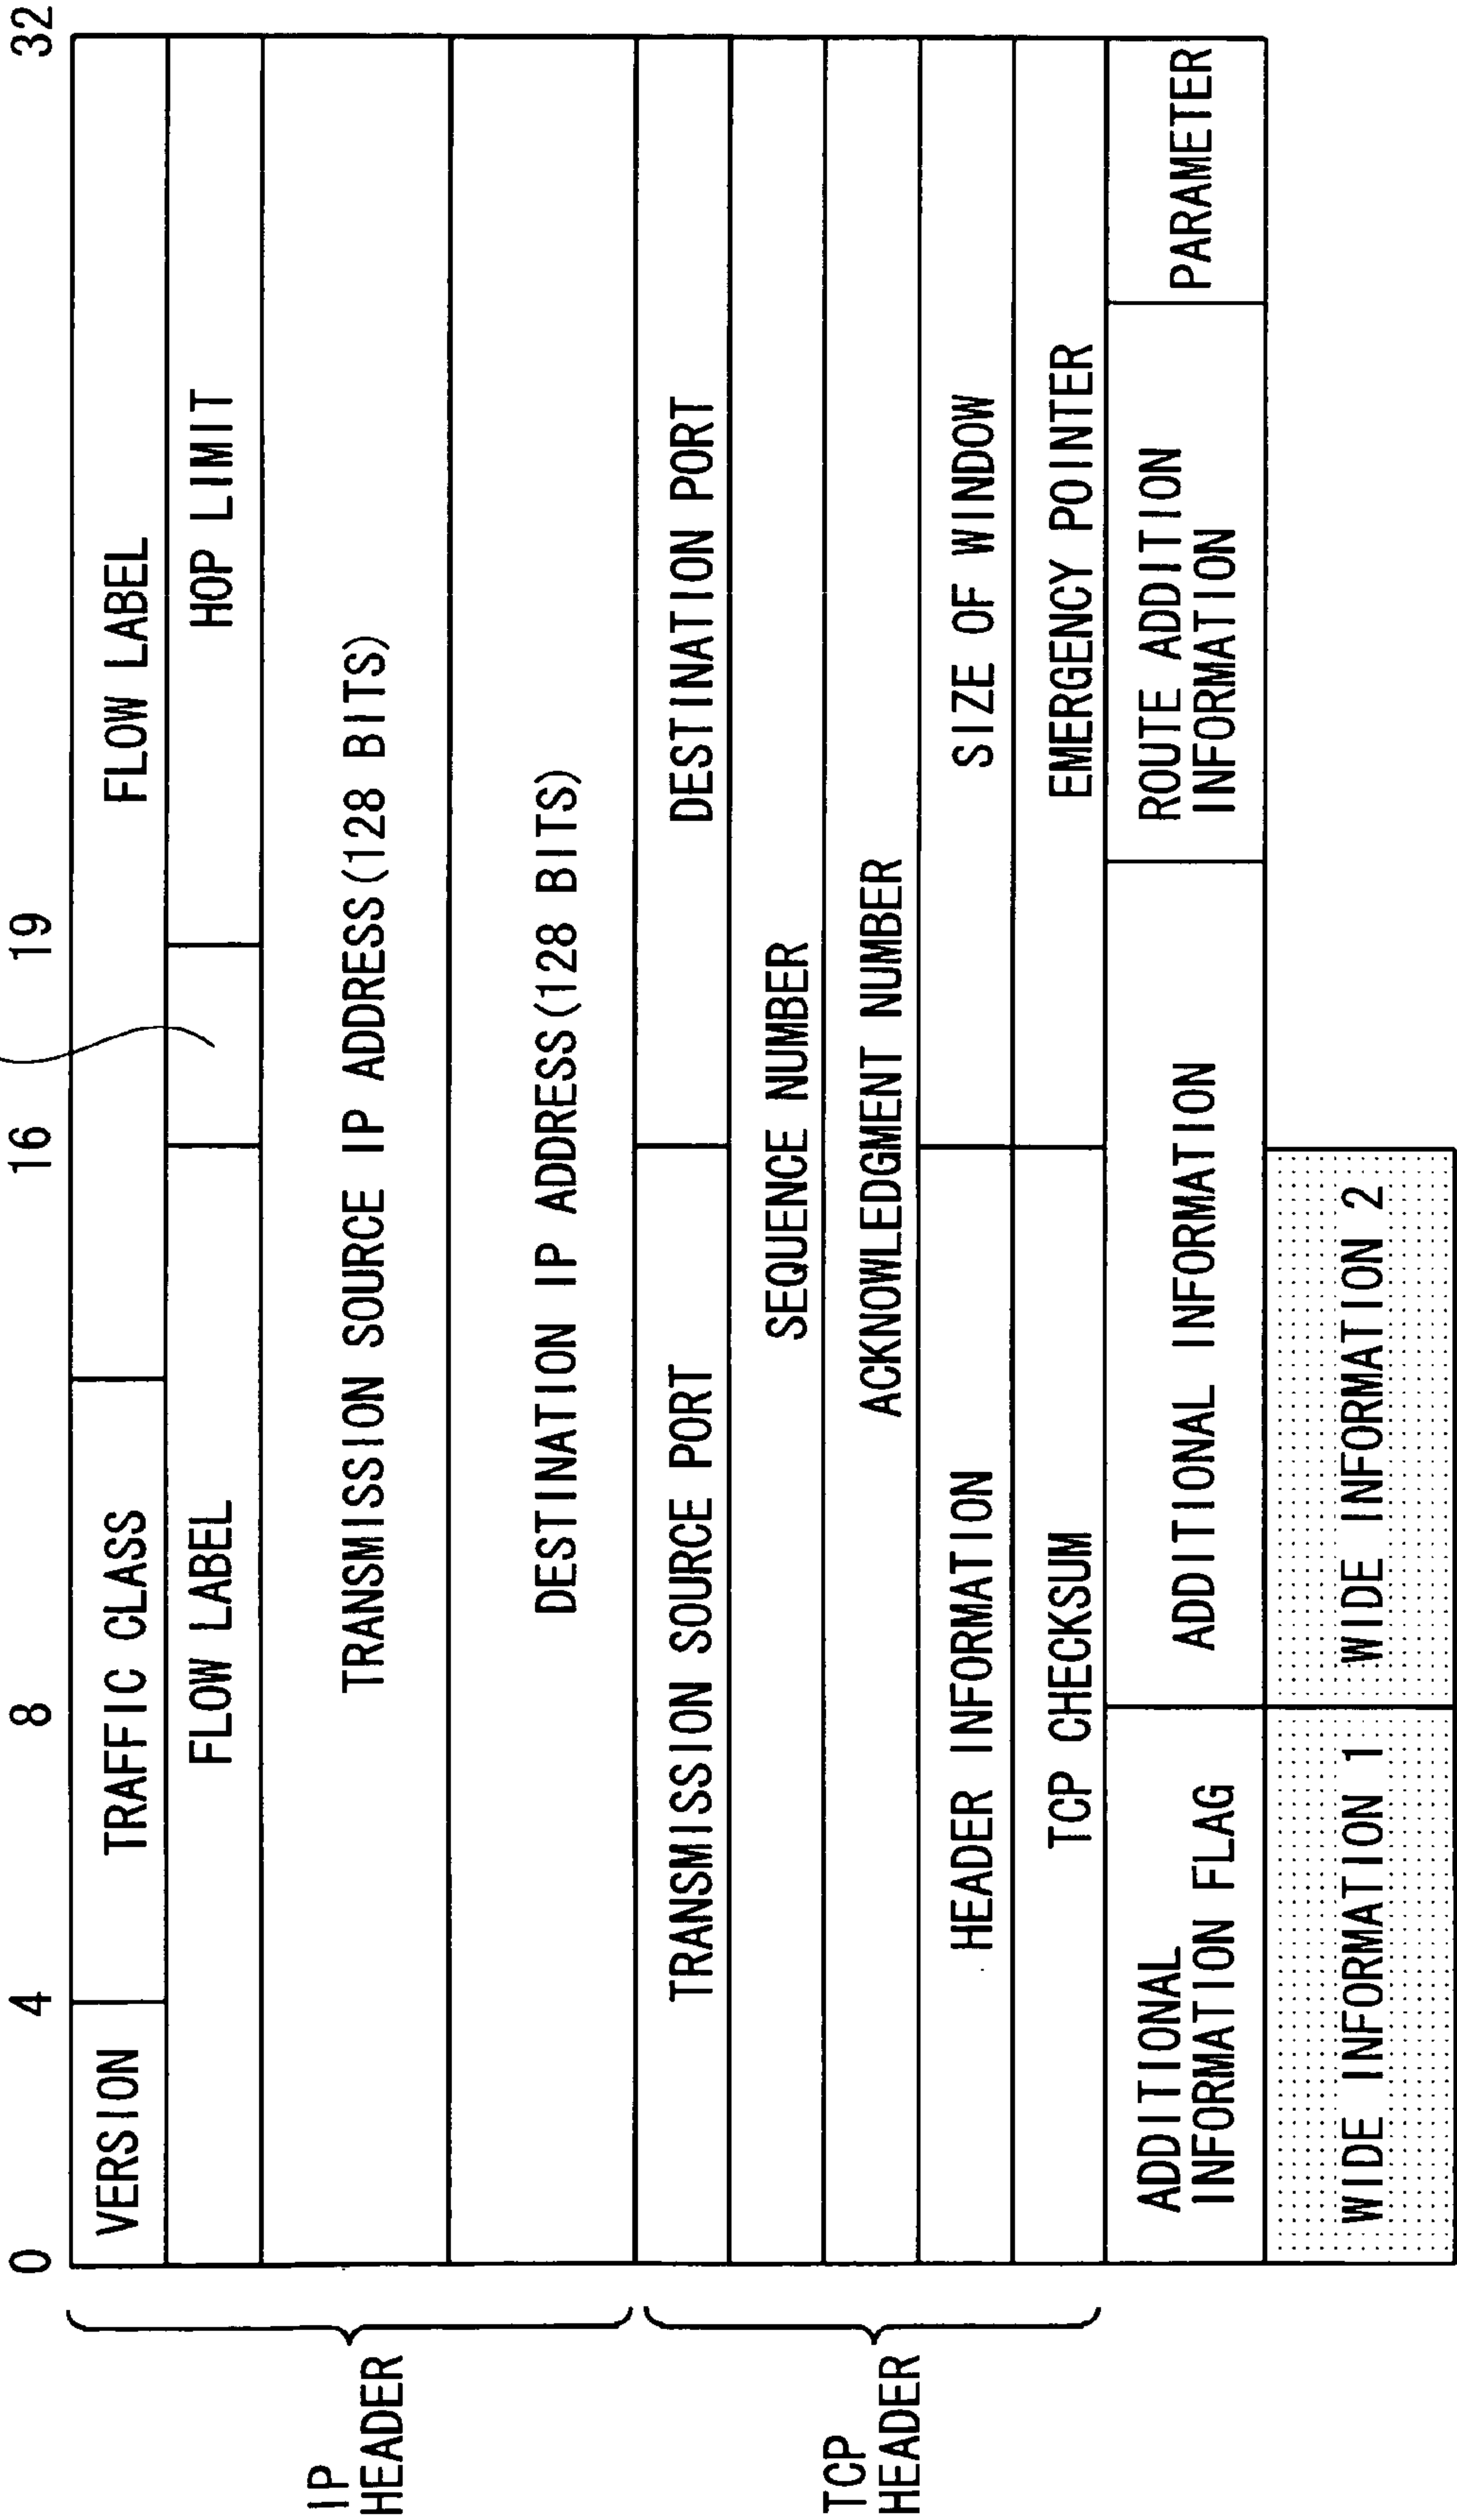 0 4 8 16 19 32
VERSION TRAFFIC CLASS FLOW LABEL
FLOW LABEL HOP LIMIT
IP
HEADER
TRANSMISSION SOURCE IP ADDRESS(128 BITS)
DESTINATION IP ADDRESS(128 BITS)
TRANSMISSION SOURCE PORT DESTINATION PORT
SEQUENCE NUMBER
TCP
HEADER
ACKNOWLEDGMENT NUMBER
HEADER INFORMATION SIZE OF WINDOW
TCP CHECKSUM EMERGENCY POINTER
ADDITIONAL
INFORMATION FLAG
ADDITIONAL INFORMATION
ROUTE ADDITION
INFORMATION
PARAMETER
WIDE INFORMATION 1 WIDE INFORMATION 2